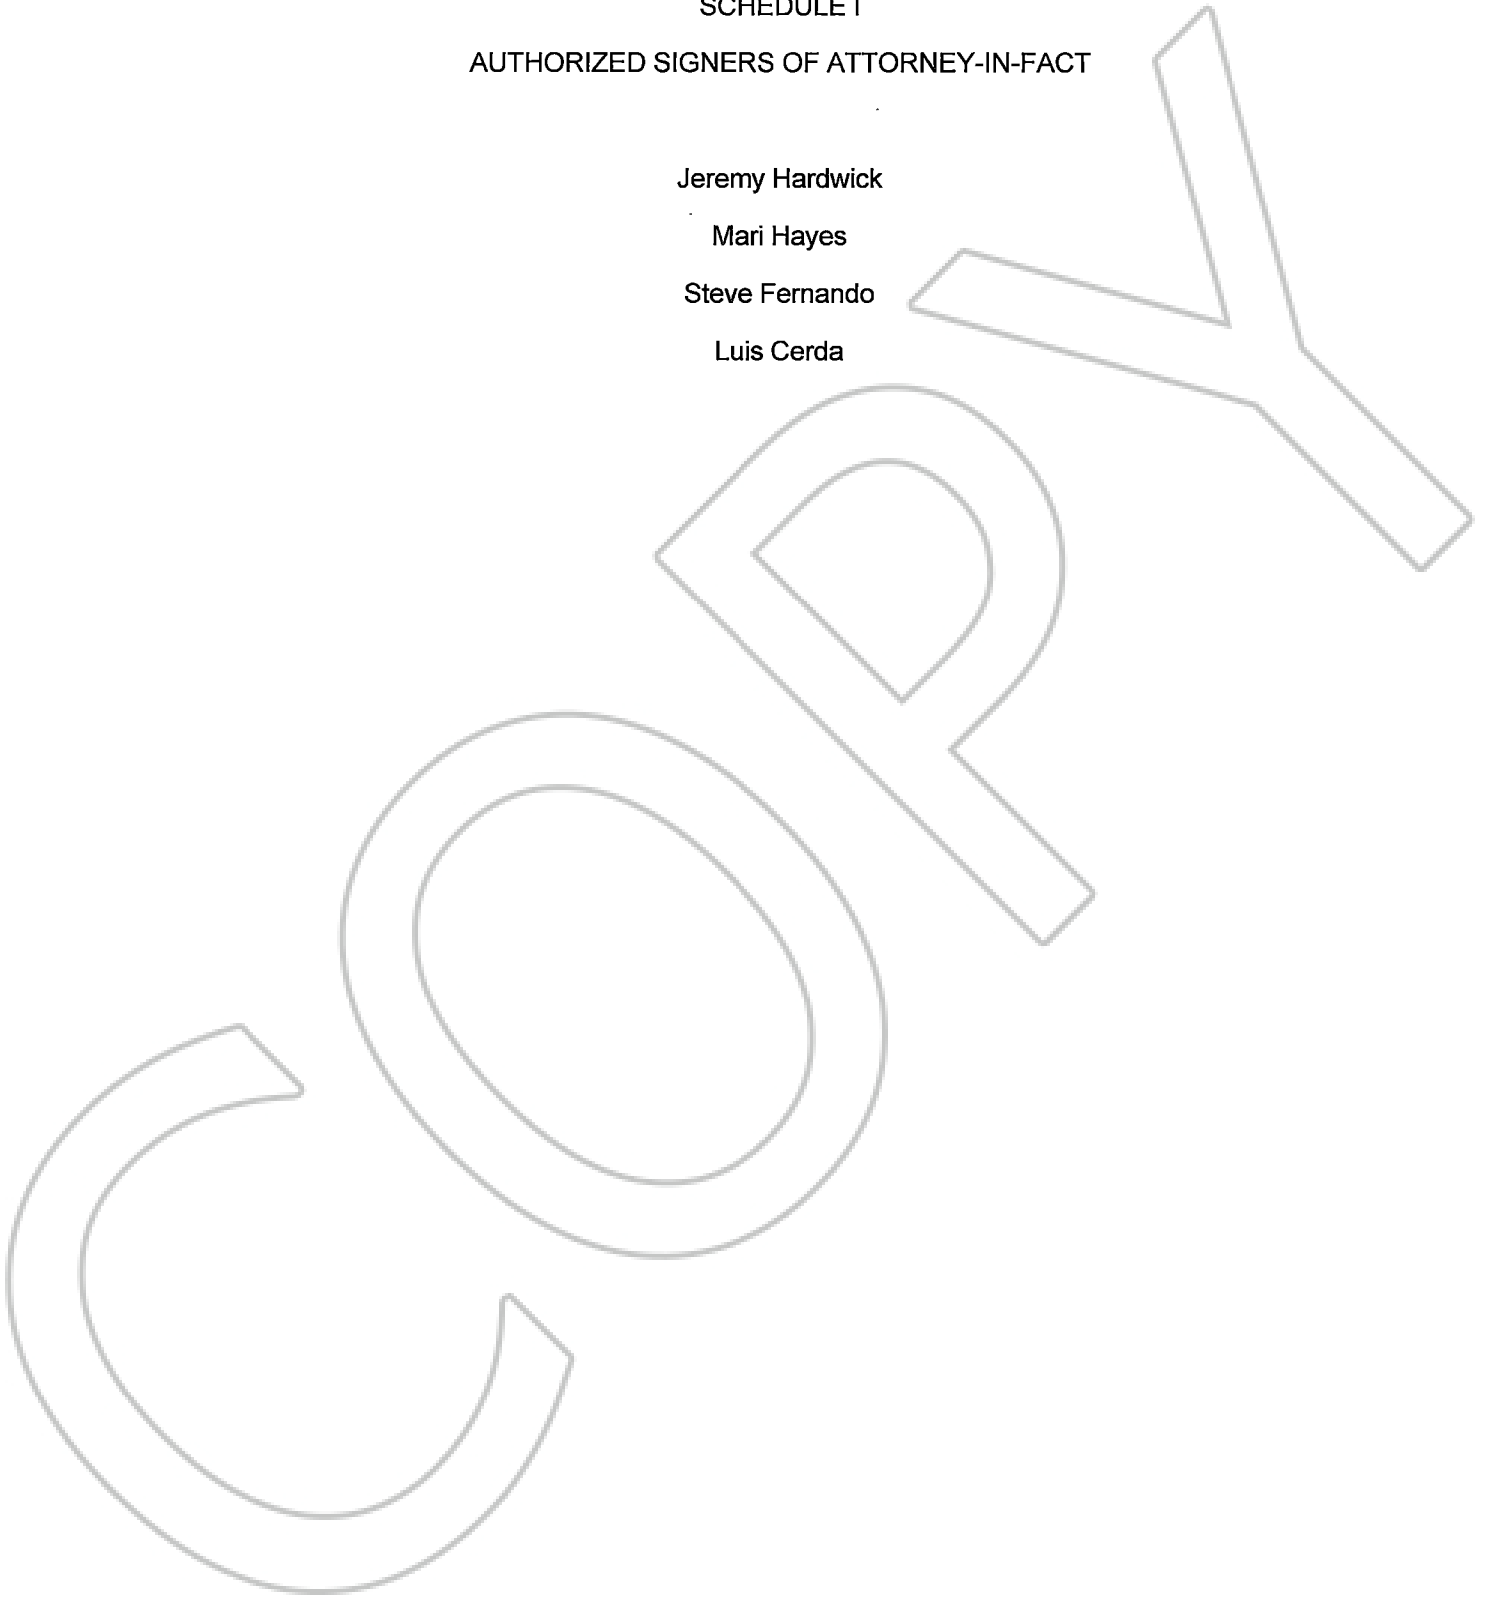 SCHEDULE I
AUTHORIZED SIGNERS OF ATTORNEY-IN-FACT
Jeremy Hardwick
Mari Hayes
Steve Fernando
Luis Cerda
COPY